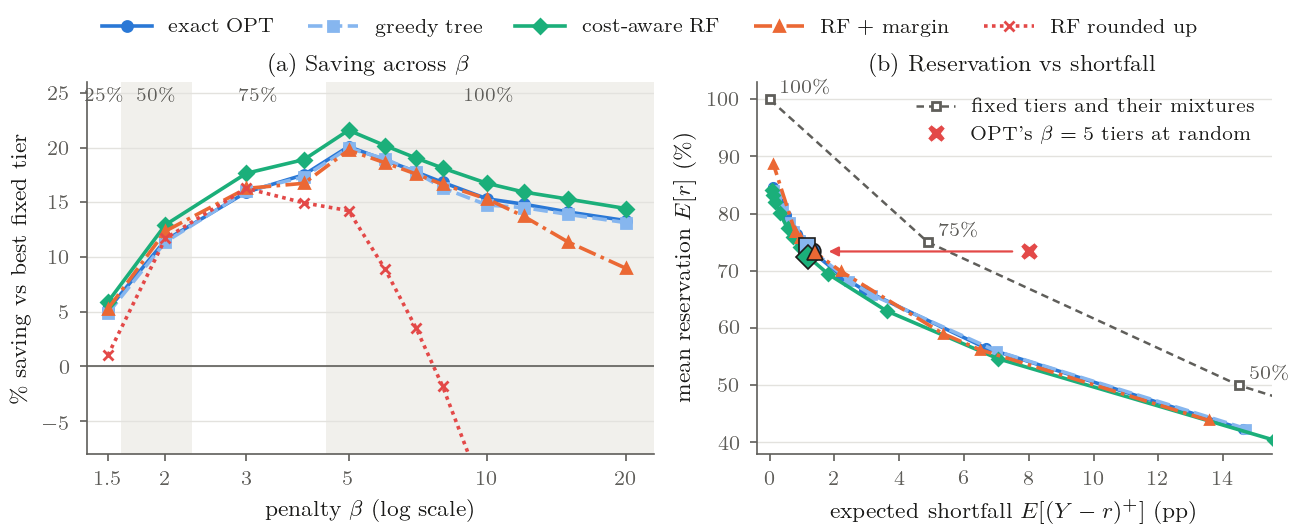 exact OPT greedy tree cost-aware RF RF + margin RF rounded up
(a) Saving across β
25% 50% 75% 100%
% saving vs best fixed tier
25
20
15
10
5
0
−5
1.5 2 3 5 10 20
penalty β (log scale)
(b) Reservation vs shortfall
100%
fixed tiers and their mixtures
OPT's β = 5 tiers at random
75%
50%
mean reservation E[r] (%)
100
90
80
70
60
50
40
0 2 4 6 8 10 12 14
expected shortfall E[(Y − r)⁺] (pp)